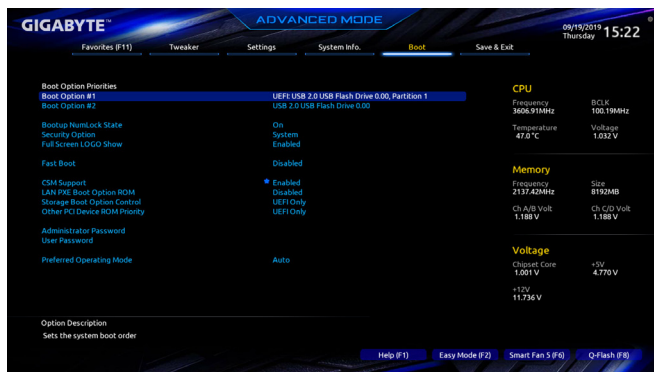 GIGABYTE™
ADVANCED MODE
09/19/2019 Thursday 15:22
Favorites (F11) Tweaker Settings System Info. Boot Save & Exit
Boot Option Priorities
Boot Option #1 UEFI: USB 2.0 USB Flash Drive 0.00, Partition 1
Boot Option #2 USB 2.0 USB Flash Drive 0.00
Bootup NumLock State On
Security Option System
Full Screen LOGO Show Enabled
Fast Boot Disabled
CSM Support * Enabled
LAN PXE Boot Option ROM Disabled
Storage Boot Option Control UEFI Only
Other PCI Device ROM Priority UEFI Only
Administrator Password
User Password
Preferred Operating Mode Auto
CPU
Frequency BCLK
3606.91MHz 100.19MHz
Temperature Voltage
47.0 °C 1.032 V
Memory
Frequency Size
2137.42MHz 8192MB
Ch A/B Volt Ch C/D Volt
1.188 V 1.188 V
Voltage
Chipset Core +5V
1.001 V 4.770 V
+12V
11.736 V
Option Description
Sets the system boot order
Help (F1) Easy Mode (F2) Smart Fan 5 (F6) Q-Flash (F8)